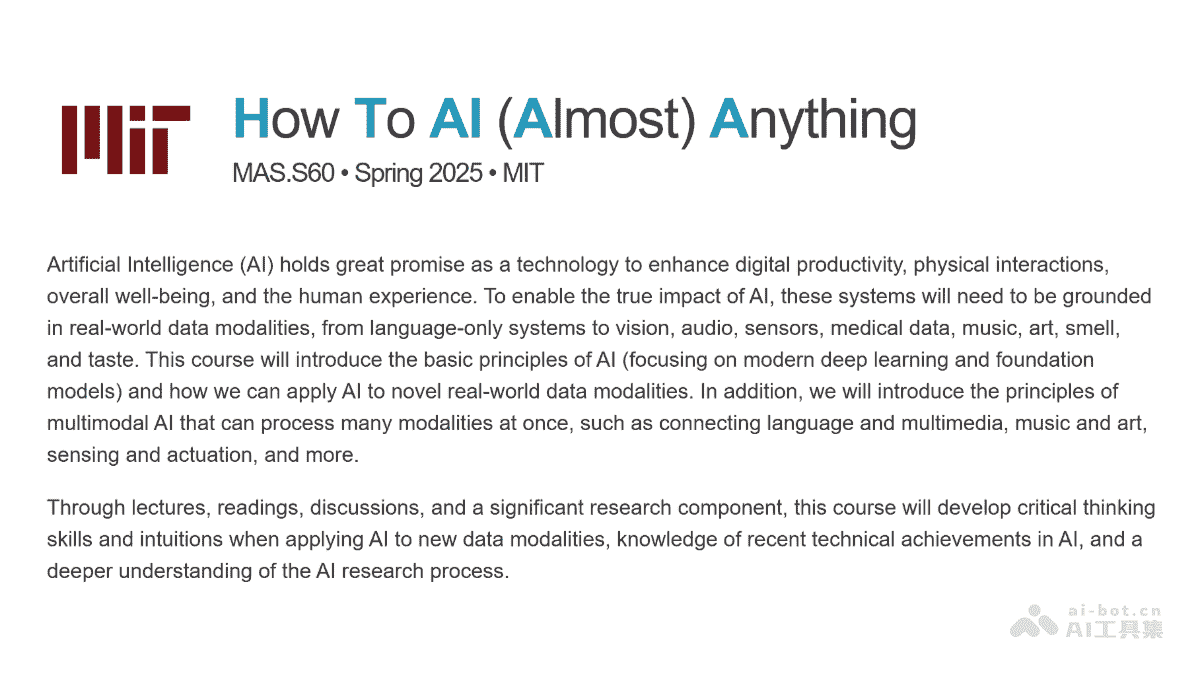 MIT
How To AI (Almost) Anything
MAS.S60 • Spring 2025 • MIT
Artificial Intelligence (AI) holds great promise as a technology to enhance digital productivity, physical interactions,
overall well-being, and the human experience. To enable the true impact of AI, these systems will need to be grounded
in real-world data modalities, from language-only systems to vision, audio, sensors, medical data, music, art, smell,
and taste. This course will introduce the basic principles of AI (focusing on modern deep learning and foundation
models) and how we can apply AI to novel real-world data modalities. In addition, we will introduce the principles of
multimodal AI that can process many modalities at once, such as connecting language and multimedia, music and art,
sensing and actuation, and more.
Through lectures, readings, discussions, and a significant research component, this course will develop critical thinking
skills and intuitions when applying AI to new data modalities, knowledge of recent technical achievements in AI, and a
deeper understanding of the AI research process.
ai-bot.cn
AI工具集